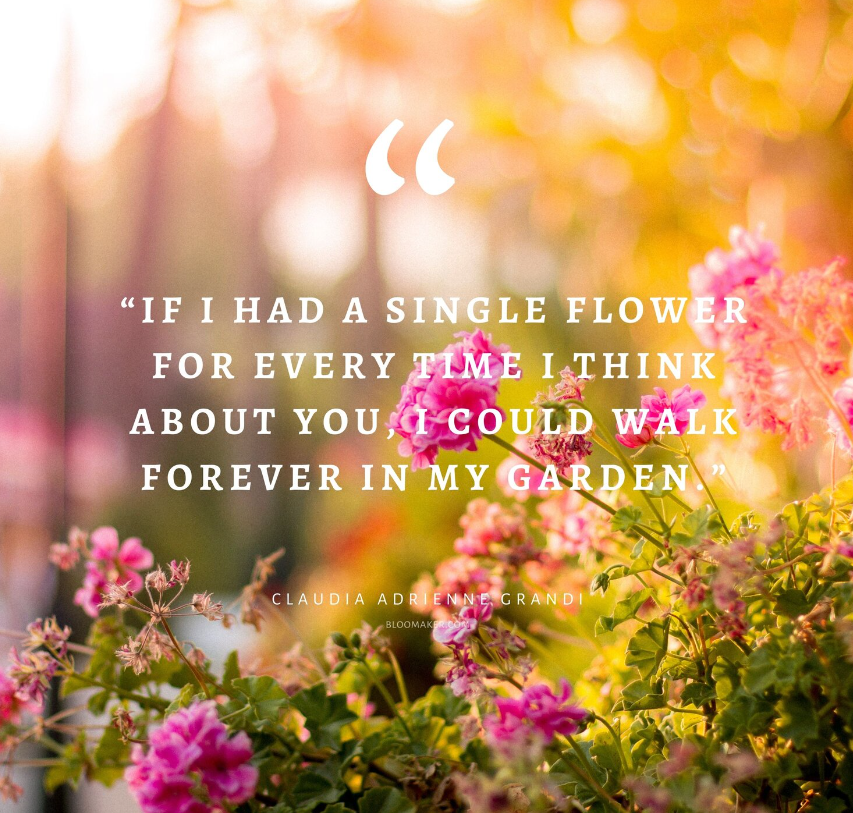 “
“IF I HAD A SINGLE FLOWER
FOR EVERY TIME I THINK
ABOUT YOU, I COULD WALK
FOREVER IN MY GARDEN.”
CLAUDIA ADRIENNE GRANDI
BLOOMAKER.COM